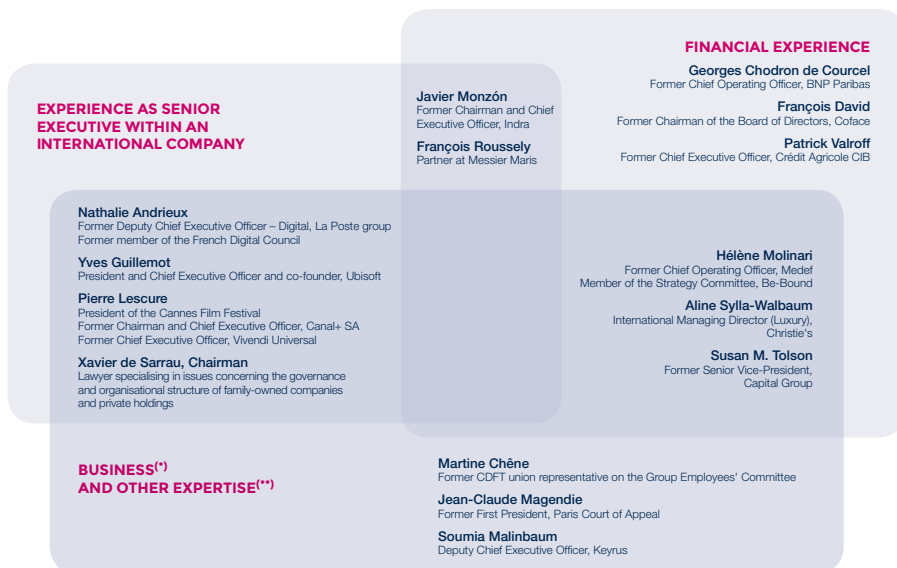 FINANCIAL EXPERIENCE
Georges Chodron de Courcel
Former Chief Operating Officer, BNP Paribas
François David
Former Chairman of the Board of Directors, Coface
Patrick Valroff
Former Chief Executive Officer, Crédit Agricole CIB
EXPERIENCE AS SENIOR
EXECUTIVE WITHIN AN
INTERNATIONAL COMPANY
Javier Monzón
Former Chairman and Chief
Executive Officer, Indra
François Roussely
Partner at Messier Maris
Nathalie Andrieux
Former Deputy Chief Executive Officer – Digital, La Poste group
Former member of the French Digital Council
Yves Guillemot
President and Chief Executive Officer and co-founder, Ubisoft
Pierre Lescure
President of the Cannes Film Festival
Former Chairman and Chief Executive Officer, Canal+ SA
Former Chief Executive Officer, Vivendi Universal
Xavier de Sarrau, Chairman
Lawyer specialising in issues concerning the governance
and organisational structure of family-owned companies
and private holdings
Hélène Molinari
Former Chief Operating Officer, Medef
Member of the Strategy Committee, Be-Bound
Aline Sylla-Walbaum
International Managing Director (Luxury),
Christie's
Susan M. Tolson
Former Senior Vice-President,
Capital Group
BUSINESS(*)
AND OTHER EXPERTISE(**)
Martine Chêne
Former CDFT union representative on the Group Employees' Committee
Jean-Claude Magendie
Former First President, Paris Court of Appeal
Soumia Malinbaum
Deputy Chief Executive Officer, Keyrus